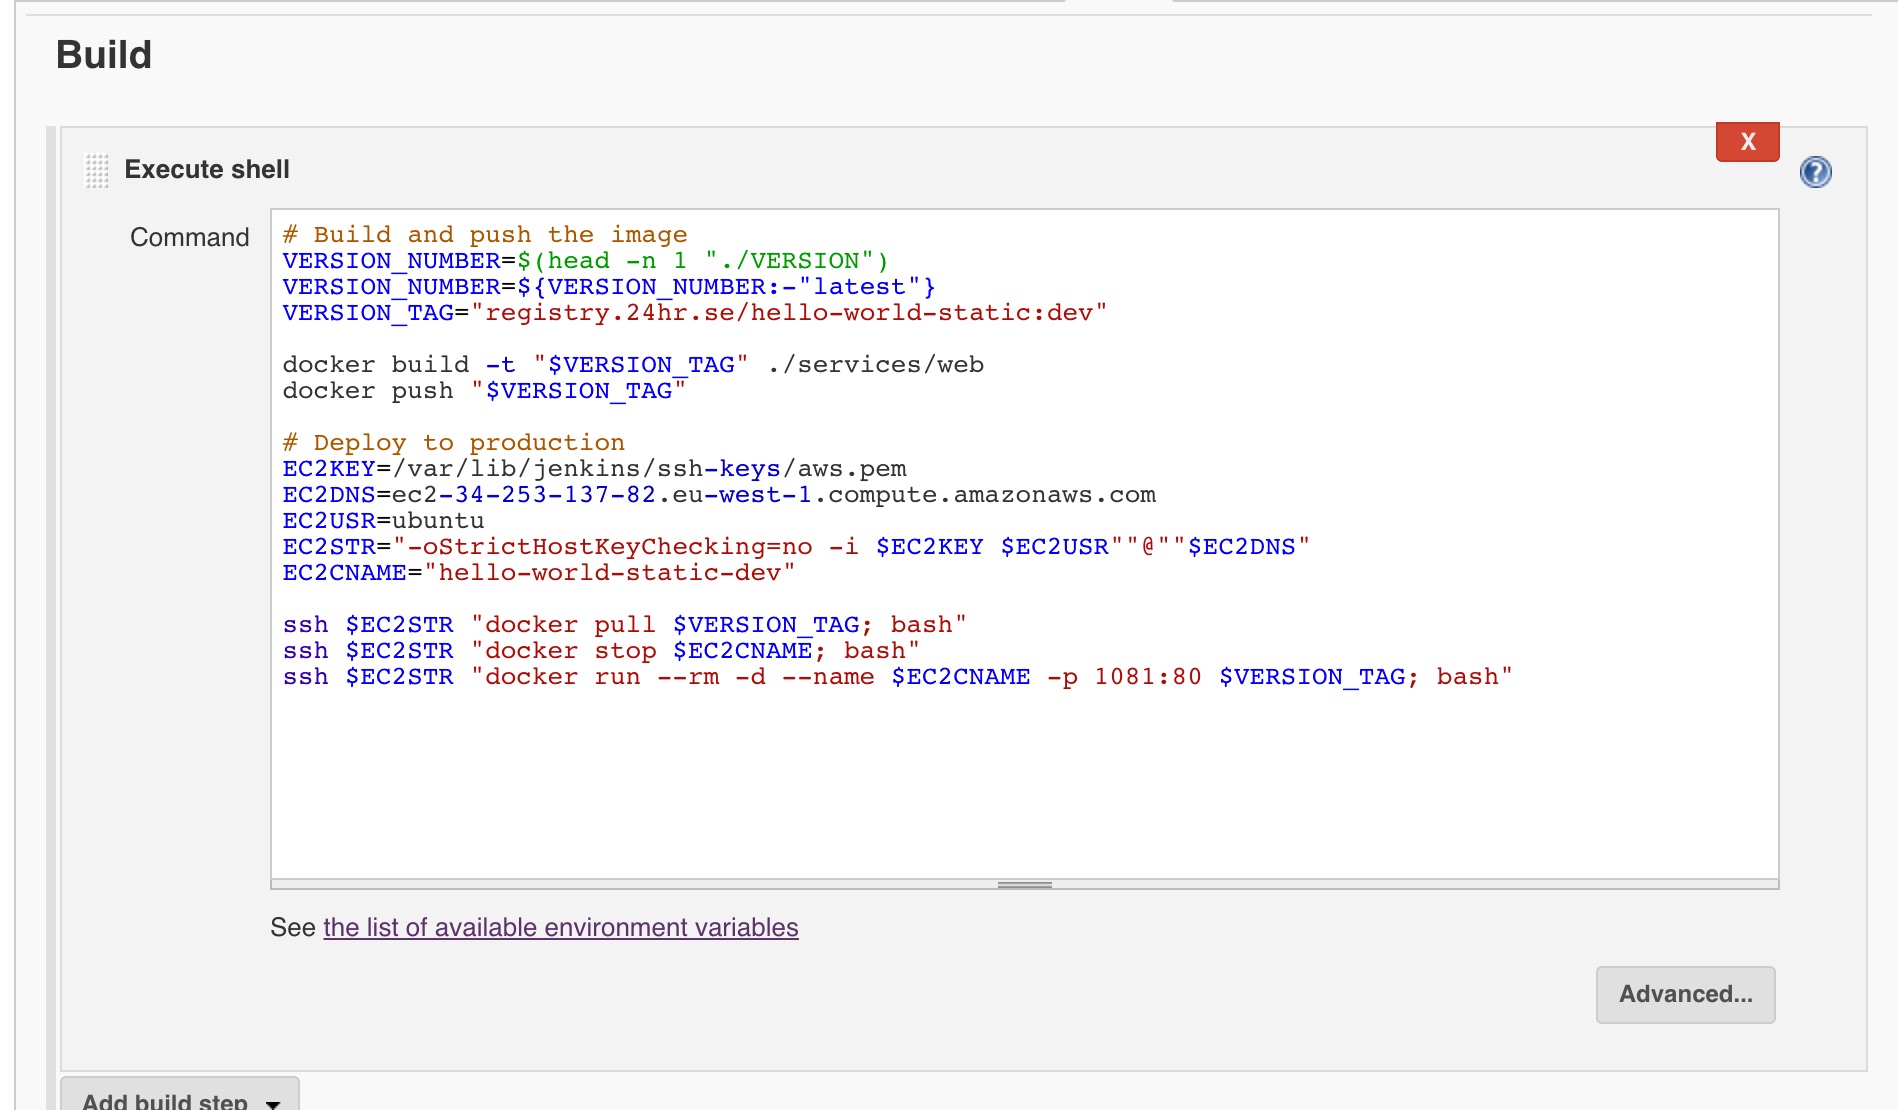 Build
X
Execute shell
?
Command
# Build and push the image
VERSION_NUMBER=$(head -n 1 "./VERSION")
VERSION_NUMBER=${VERSION_NUMBER:-"latest"}
VERSION_TAG="registry.24hr.se/hello-world-static:dev"
docker build -t "$VERSION_TAG" ./services/web
docker push "$VERSION_TAG"
# Deploy to production
EC2KEY=/var/lib/jenkins/ssh-keys/aws.pem
EC2DNS=ec2-34-253-137-82.eu-west-1.compute.amazonaws.com
EC2USR=ubuntu
EC2STR="-oStrictHostKeyChecking=no -i $EC2KEY $EC2USR""@""$EC2DNS"
EC2CNAME="hello-world-static-dev"
ssh $EC2STR "docker pull $VERSION_TAG; bash"
ssh $EC2STR "docker stop $EC2CNAME; bash"
ssh $EC2STR "docker run --rm -d --name $EC2CNAME -p 1081:80 $VERSION_TAG; bash"
See the list of available environment variables
Advanced...
Add build step